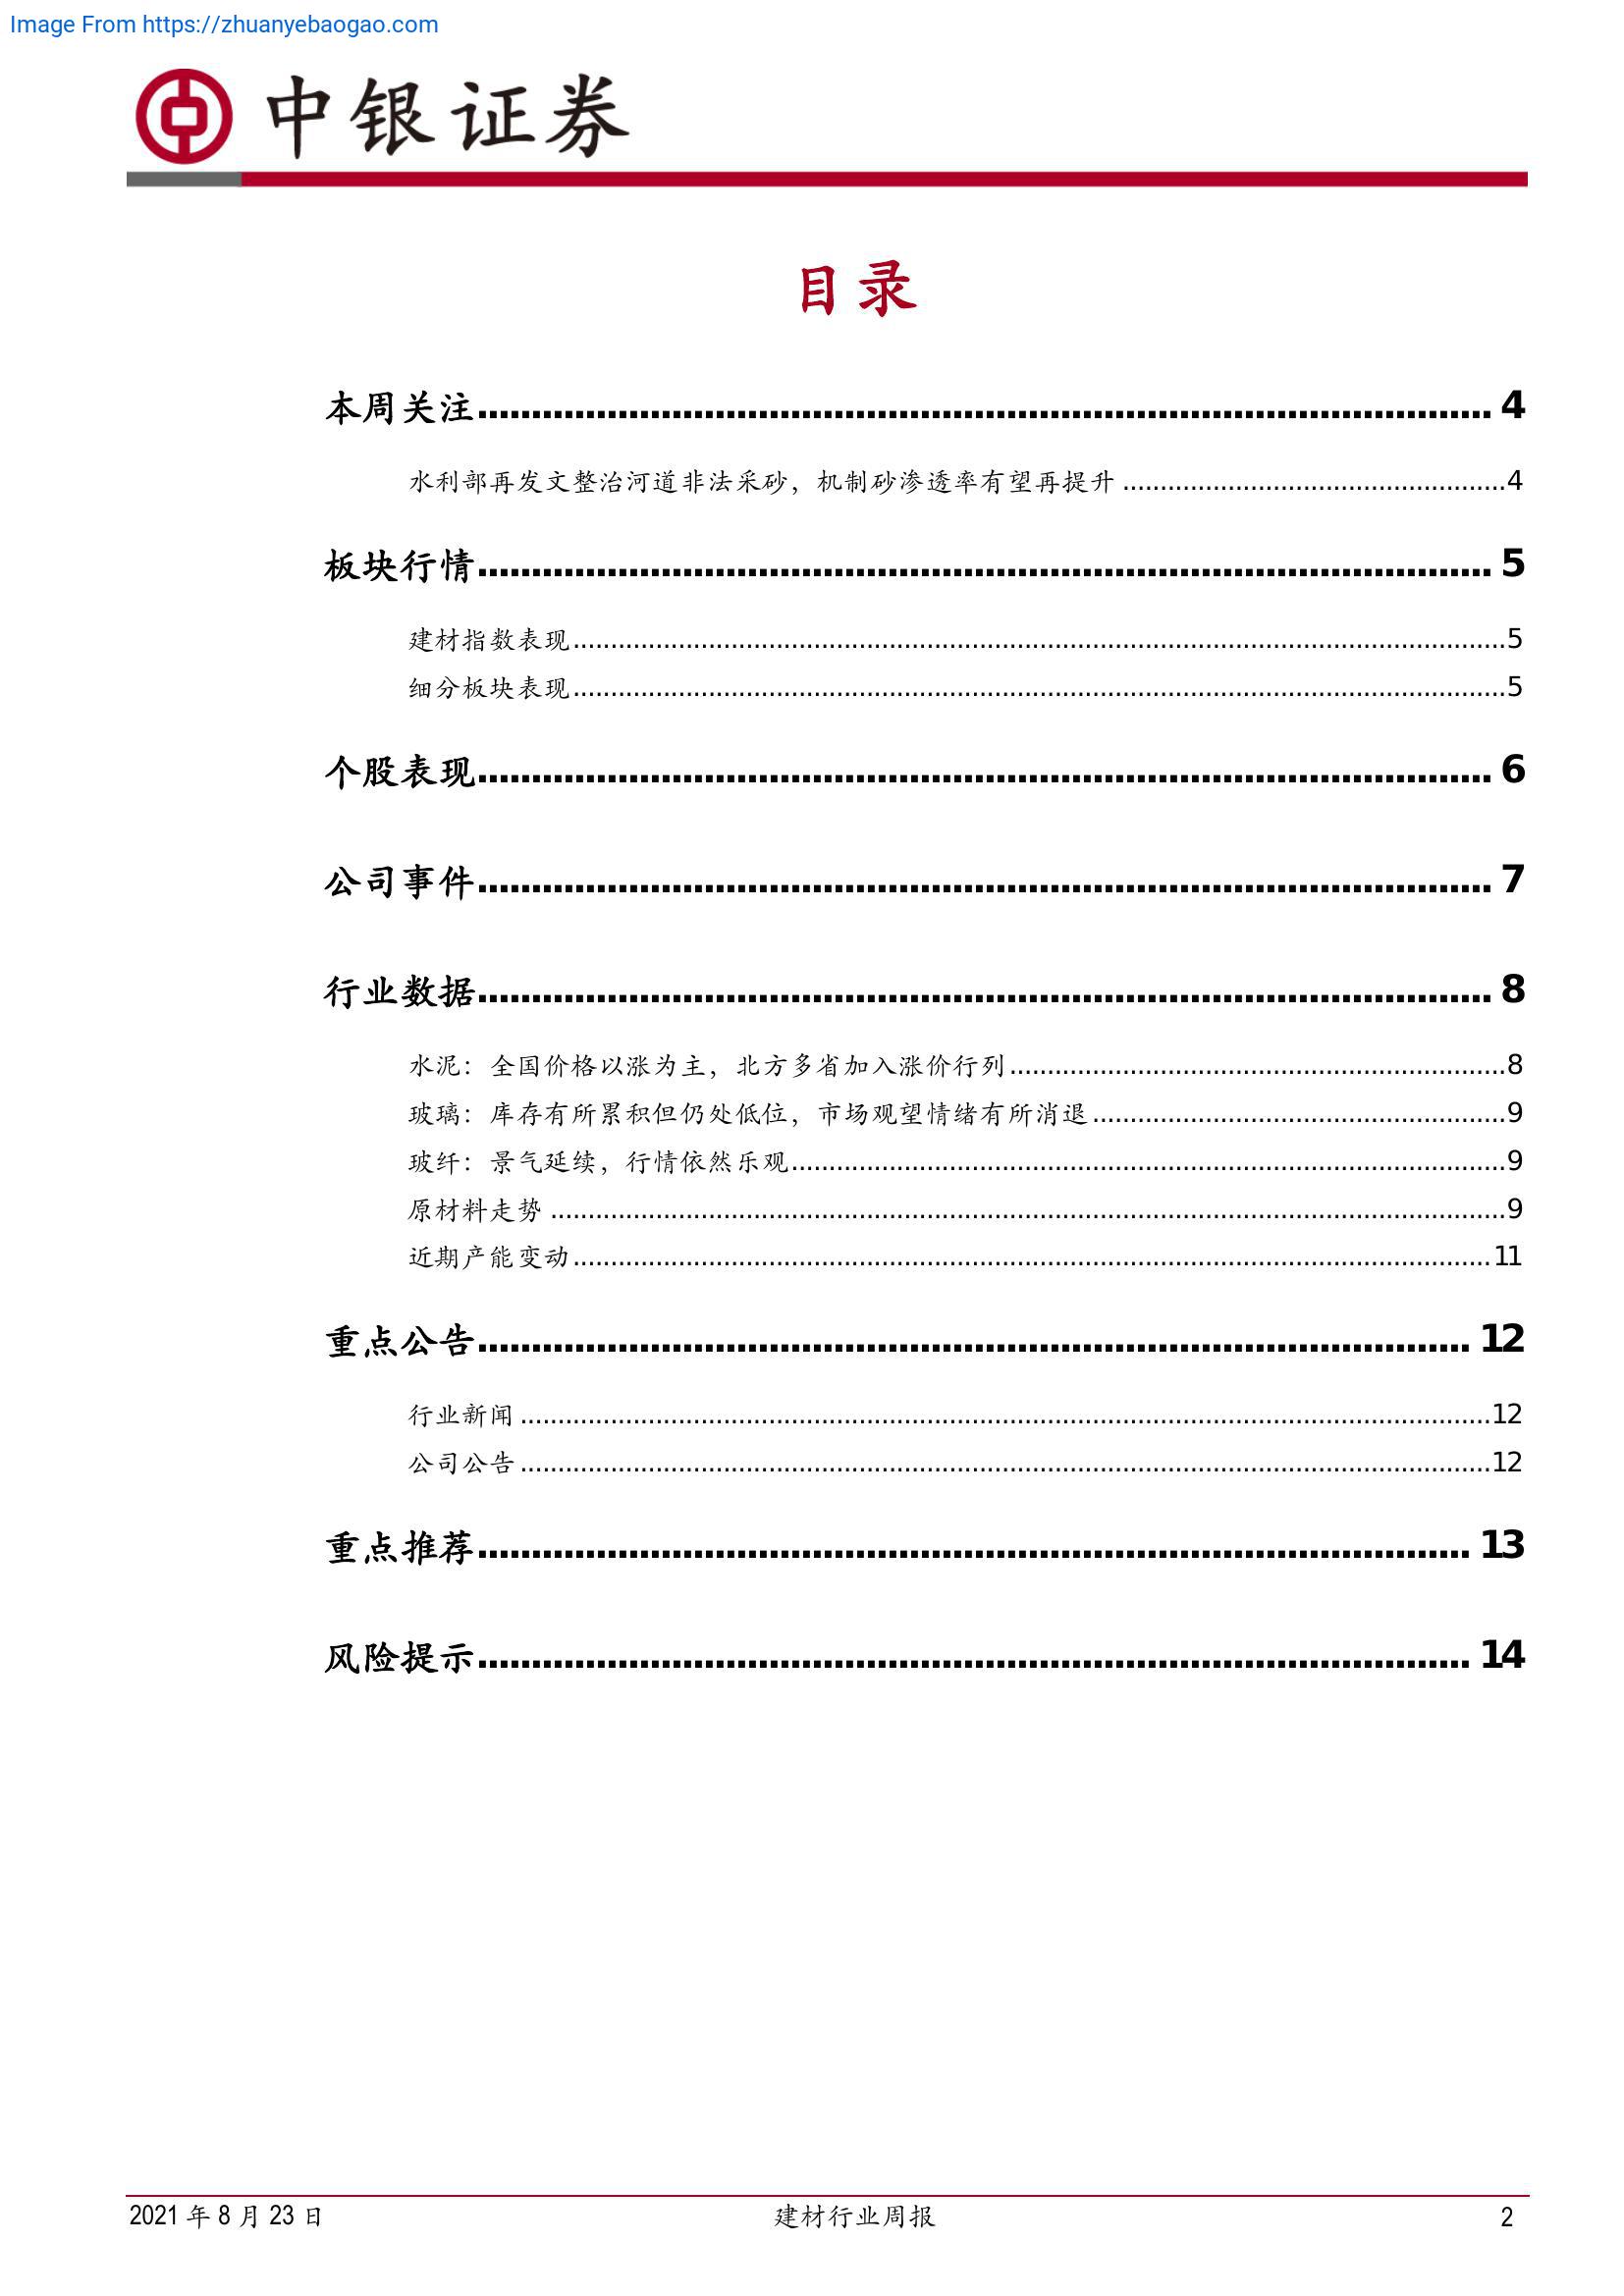 Image From https://zhuanyebaogao.com
中银证券
目录
本周关注........ 4
水利部再发文整治河道非法采砂，机制砂渗透率有望再提升........4
板块行情........ 5
建材指数表现........5
细分板块表现........5
个股表现........ 6
公司事件........ 7
行业数据........ 8
水泥：全国价格以涨为主，北方多省加入涨价行列........8
玻璃：库存有所累积但仍处低位，市场观望情绪有所消退........9
玻纤：景气延续，行情依然乐观........9
原材料走势........9
近期产能变动........11
重点公告........ 12
行业新闻........12
公司公告........12
重点推荐........ 13
风险提示........ 14
2021 年 8 月 23 日 建材行业周报 2